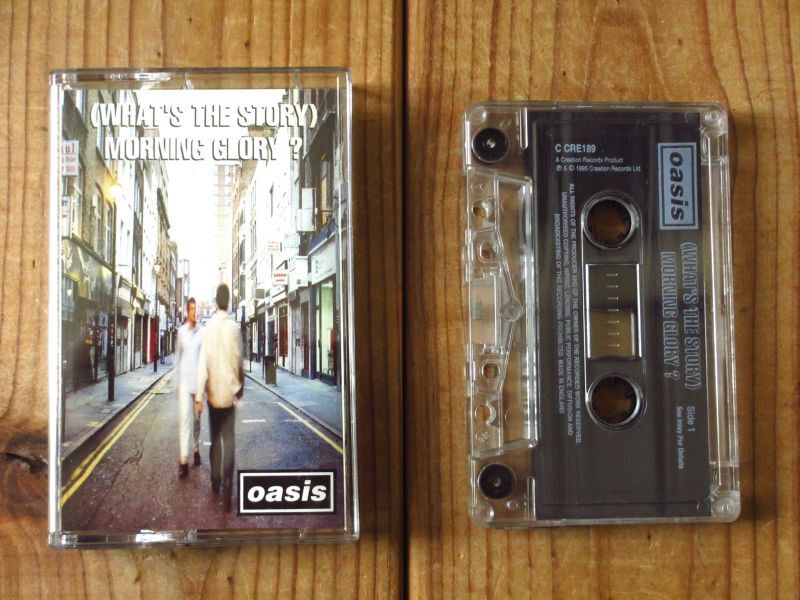 (WHAT'S THE STORY)
MORNING GLORY ?
oasis
C CRE189
A Creation Records Product
℗ & © 1995 Creation Records Ltd.
ALL RIGHTS OF THE PRODUCER AND OF THE OWNER OF THE RECORDED WORK RESERVED.
UNAUTHORISED COPYING, HIRING, LENDING, PUBLIC PERFORMANCE, DIFFUSION AND
BROADCASTING OF THIS RECORDING PROHIBITED. MADE IN ENGLAND
oasis
(WHAT'S THE STORY)
MORNING GLORY ?
Side 1
See Inlay For Details